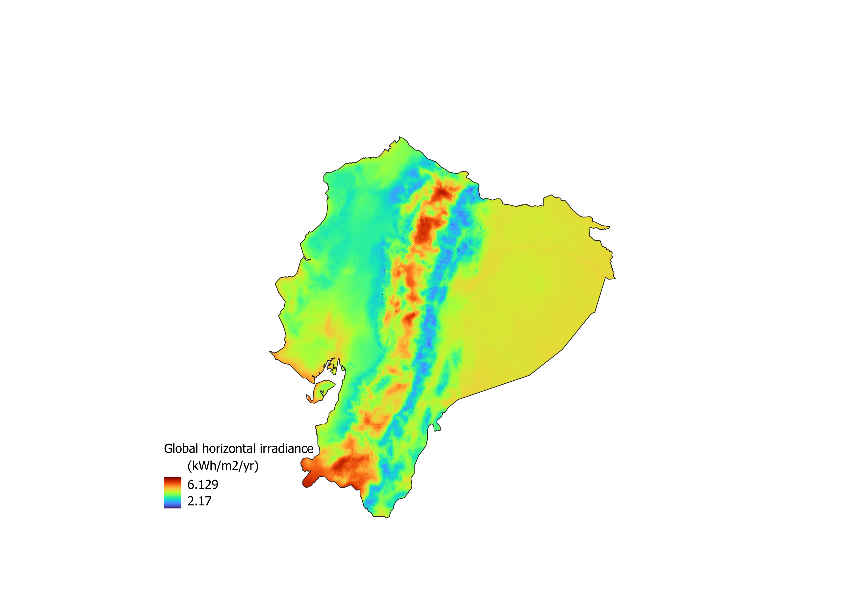 Global horizontal irradiance
(kWh/m2/yr)
6.129
2.17